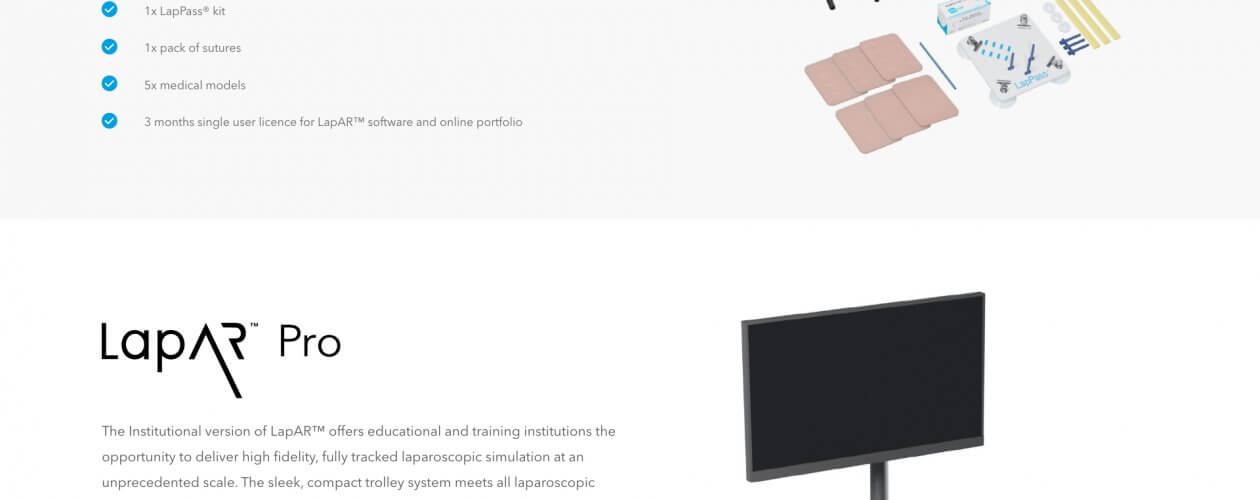 1x LapPass® kit
1x pack of sutures
5x medical models
3 months single user licence for LapAR™ software and online portfolio
LapPass
LapAR™ Pro
The Institutional version of LapAR™ offers educational and training institutions the
opportunity to deliver high fidelity, fully tracked laparoscopic simulation at an
unprecedented scale. The sleek, compact trolley system meets all laparoscopic